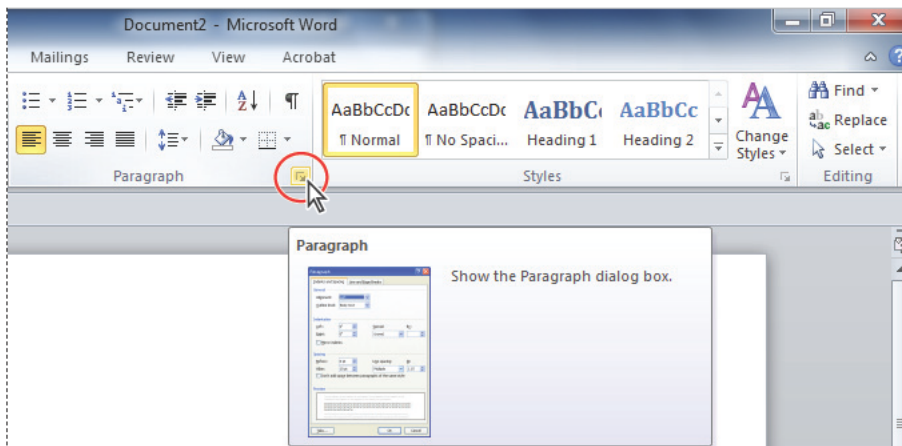 Document2 - Microsoft Word
Mailings Review View Acrobat
AaBbCcDc AaBbCcDc AaBbC AaBbCc
¶ Normal ¶ No Spaci... Heading 1 Heading 2
Change Styles
Find
Replace
Select
Paragraph Styles Editing
Paragraph
Show the Paragraph dialog box.